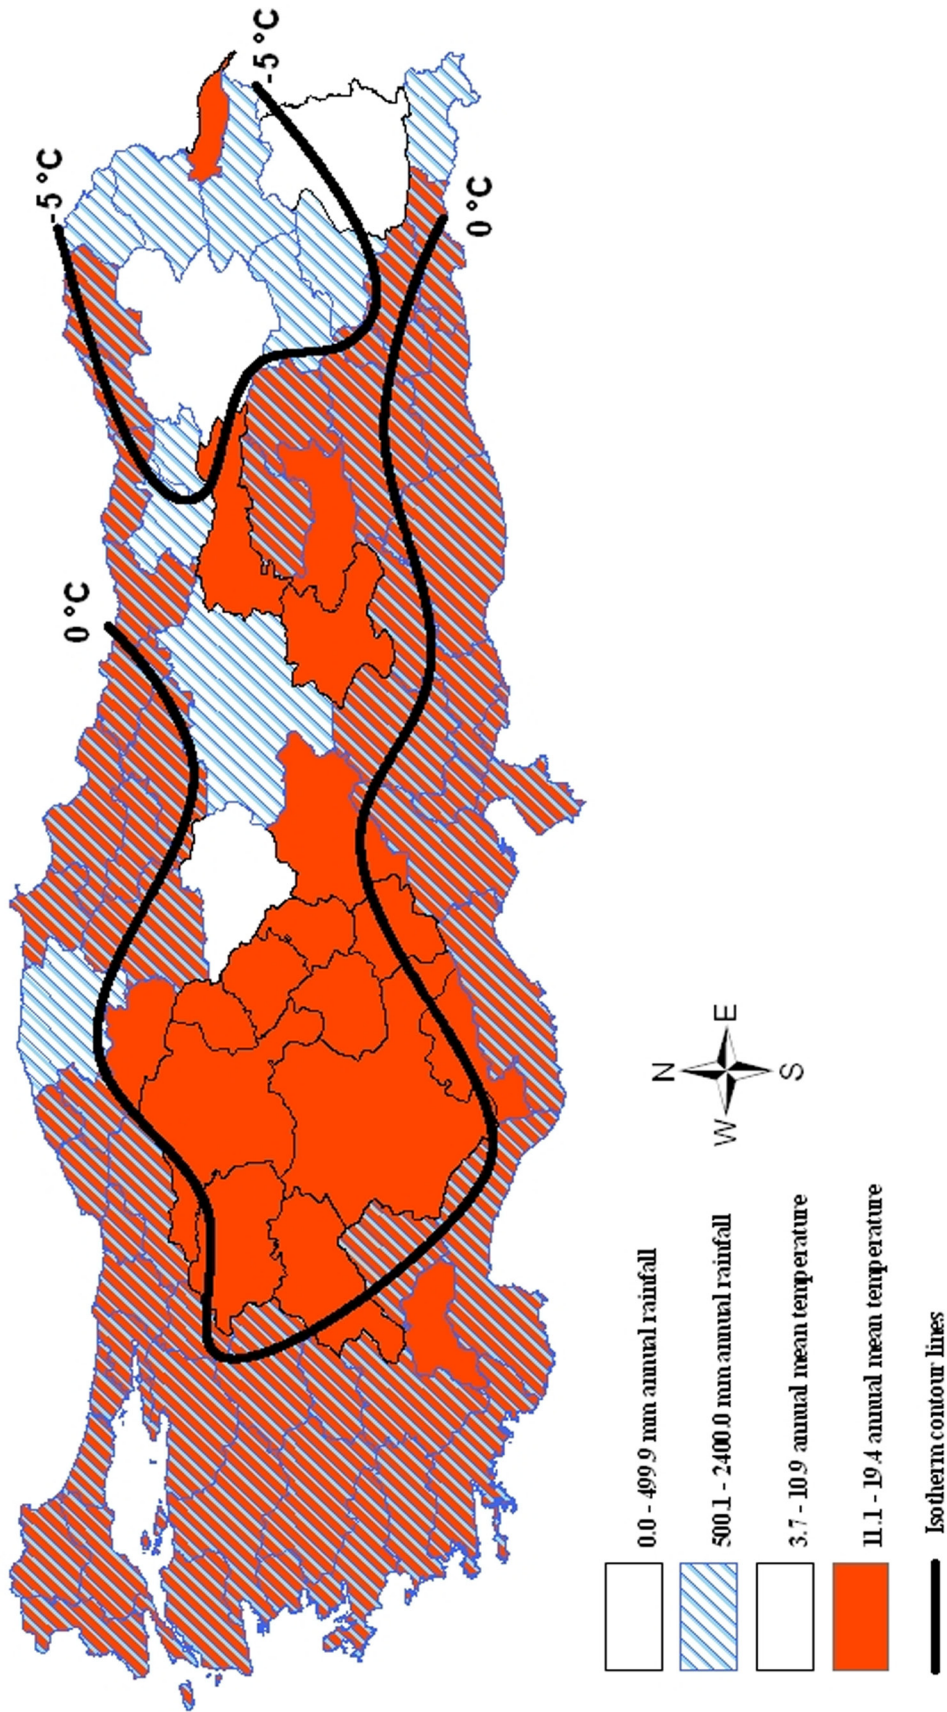 -5 °C
-5 °C
0 °C
0 °C
N
W E
S
0.0 - 499.9 mm annual rainfall
500.1 - 2400.0 mm annual rainfall
3.7 - 10.9 annual mean temperature
11.1 - 19.4 annual mean temperature
Isotherm contour lines